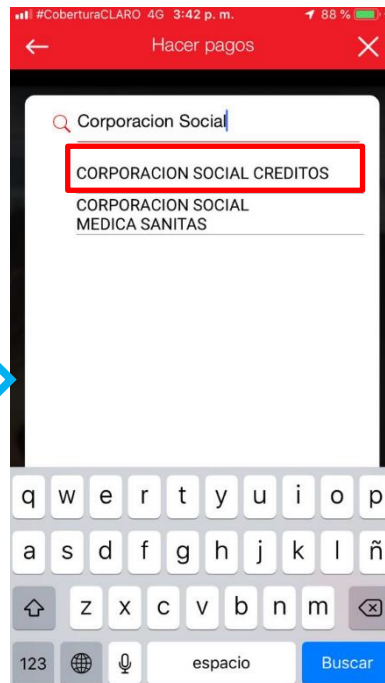 #CoberturaCLARO 4G 3:42 p. m. 88 %
Hacer pagos
Corporacion Social
CORPORACION SOCIAL CREDITOS
CORPORACION SOCIAL
MEDICA SANITAS
q w e r t y u i o p
a s d f g h j k l ñ
z x c v b n m
123 espacio Buscar